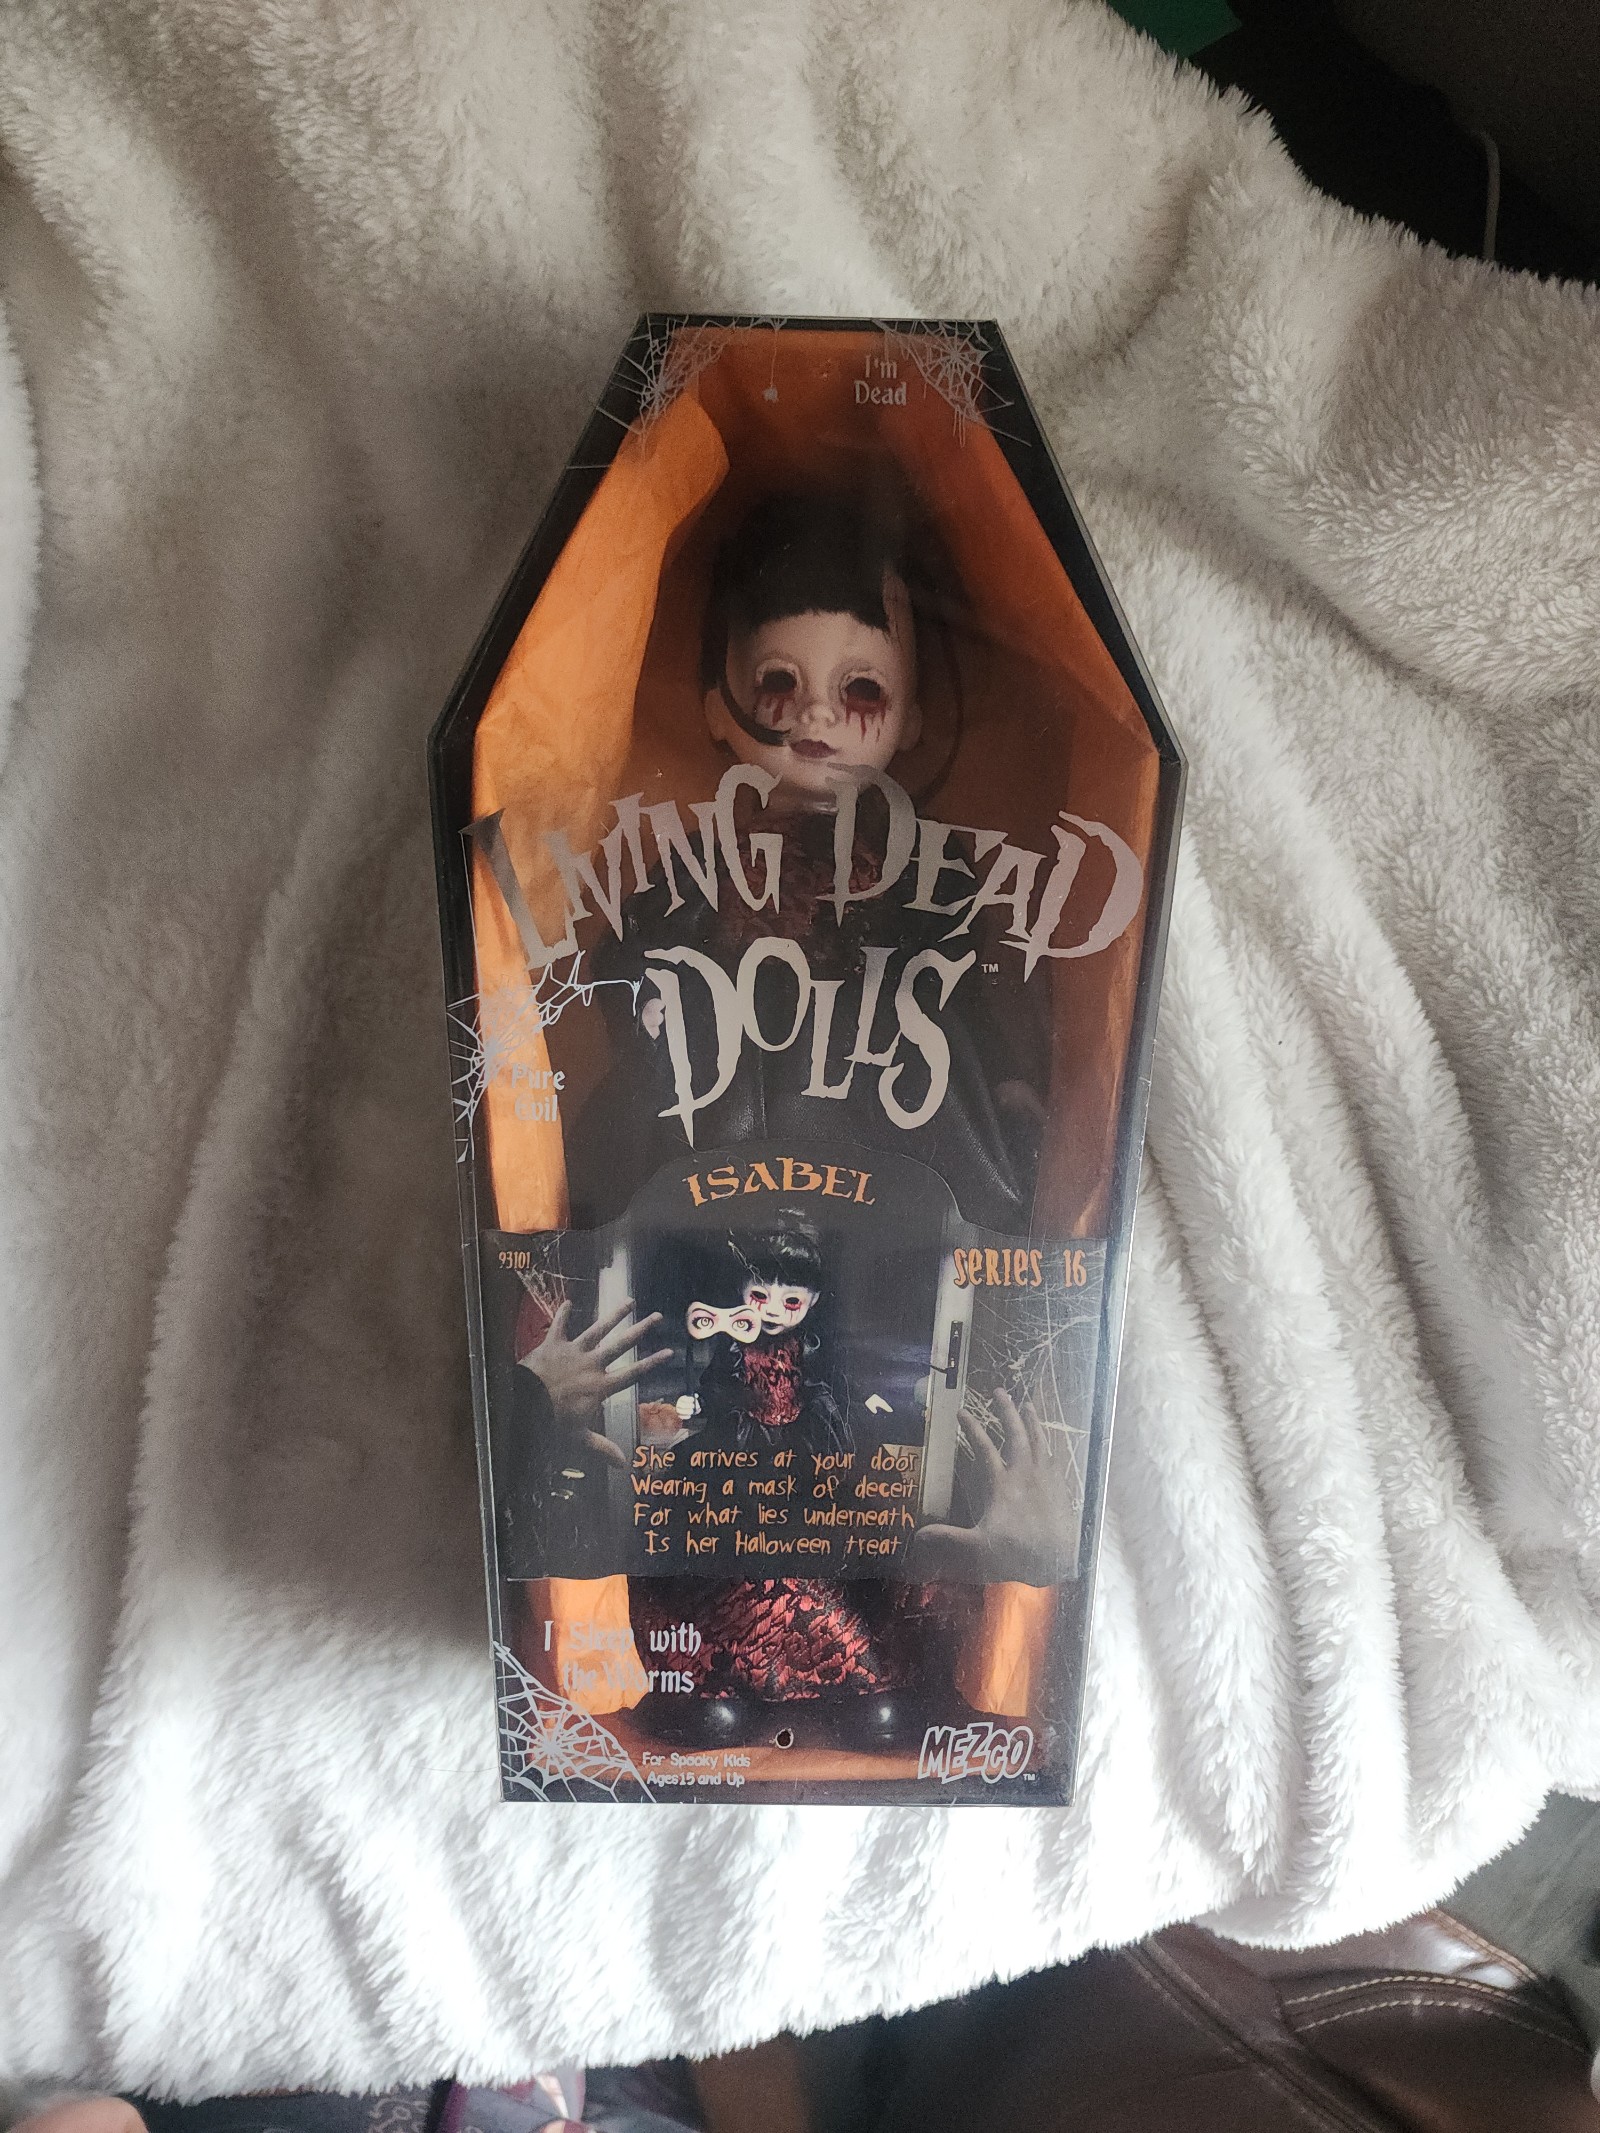 I'm
Dead
LIVING DEAD
DOLLS™
Pure
Evil
ISABEL
93101
SERIES 16
She arrives at your door
Wearing a mask of deceit
For what lies underneath
Is her Halloween treat
I Sleep with
the Worms
For Spooky Kids
Ages 15 and Up
MEZCO™